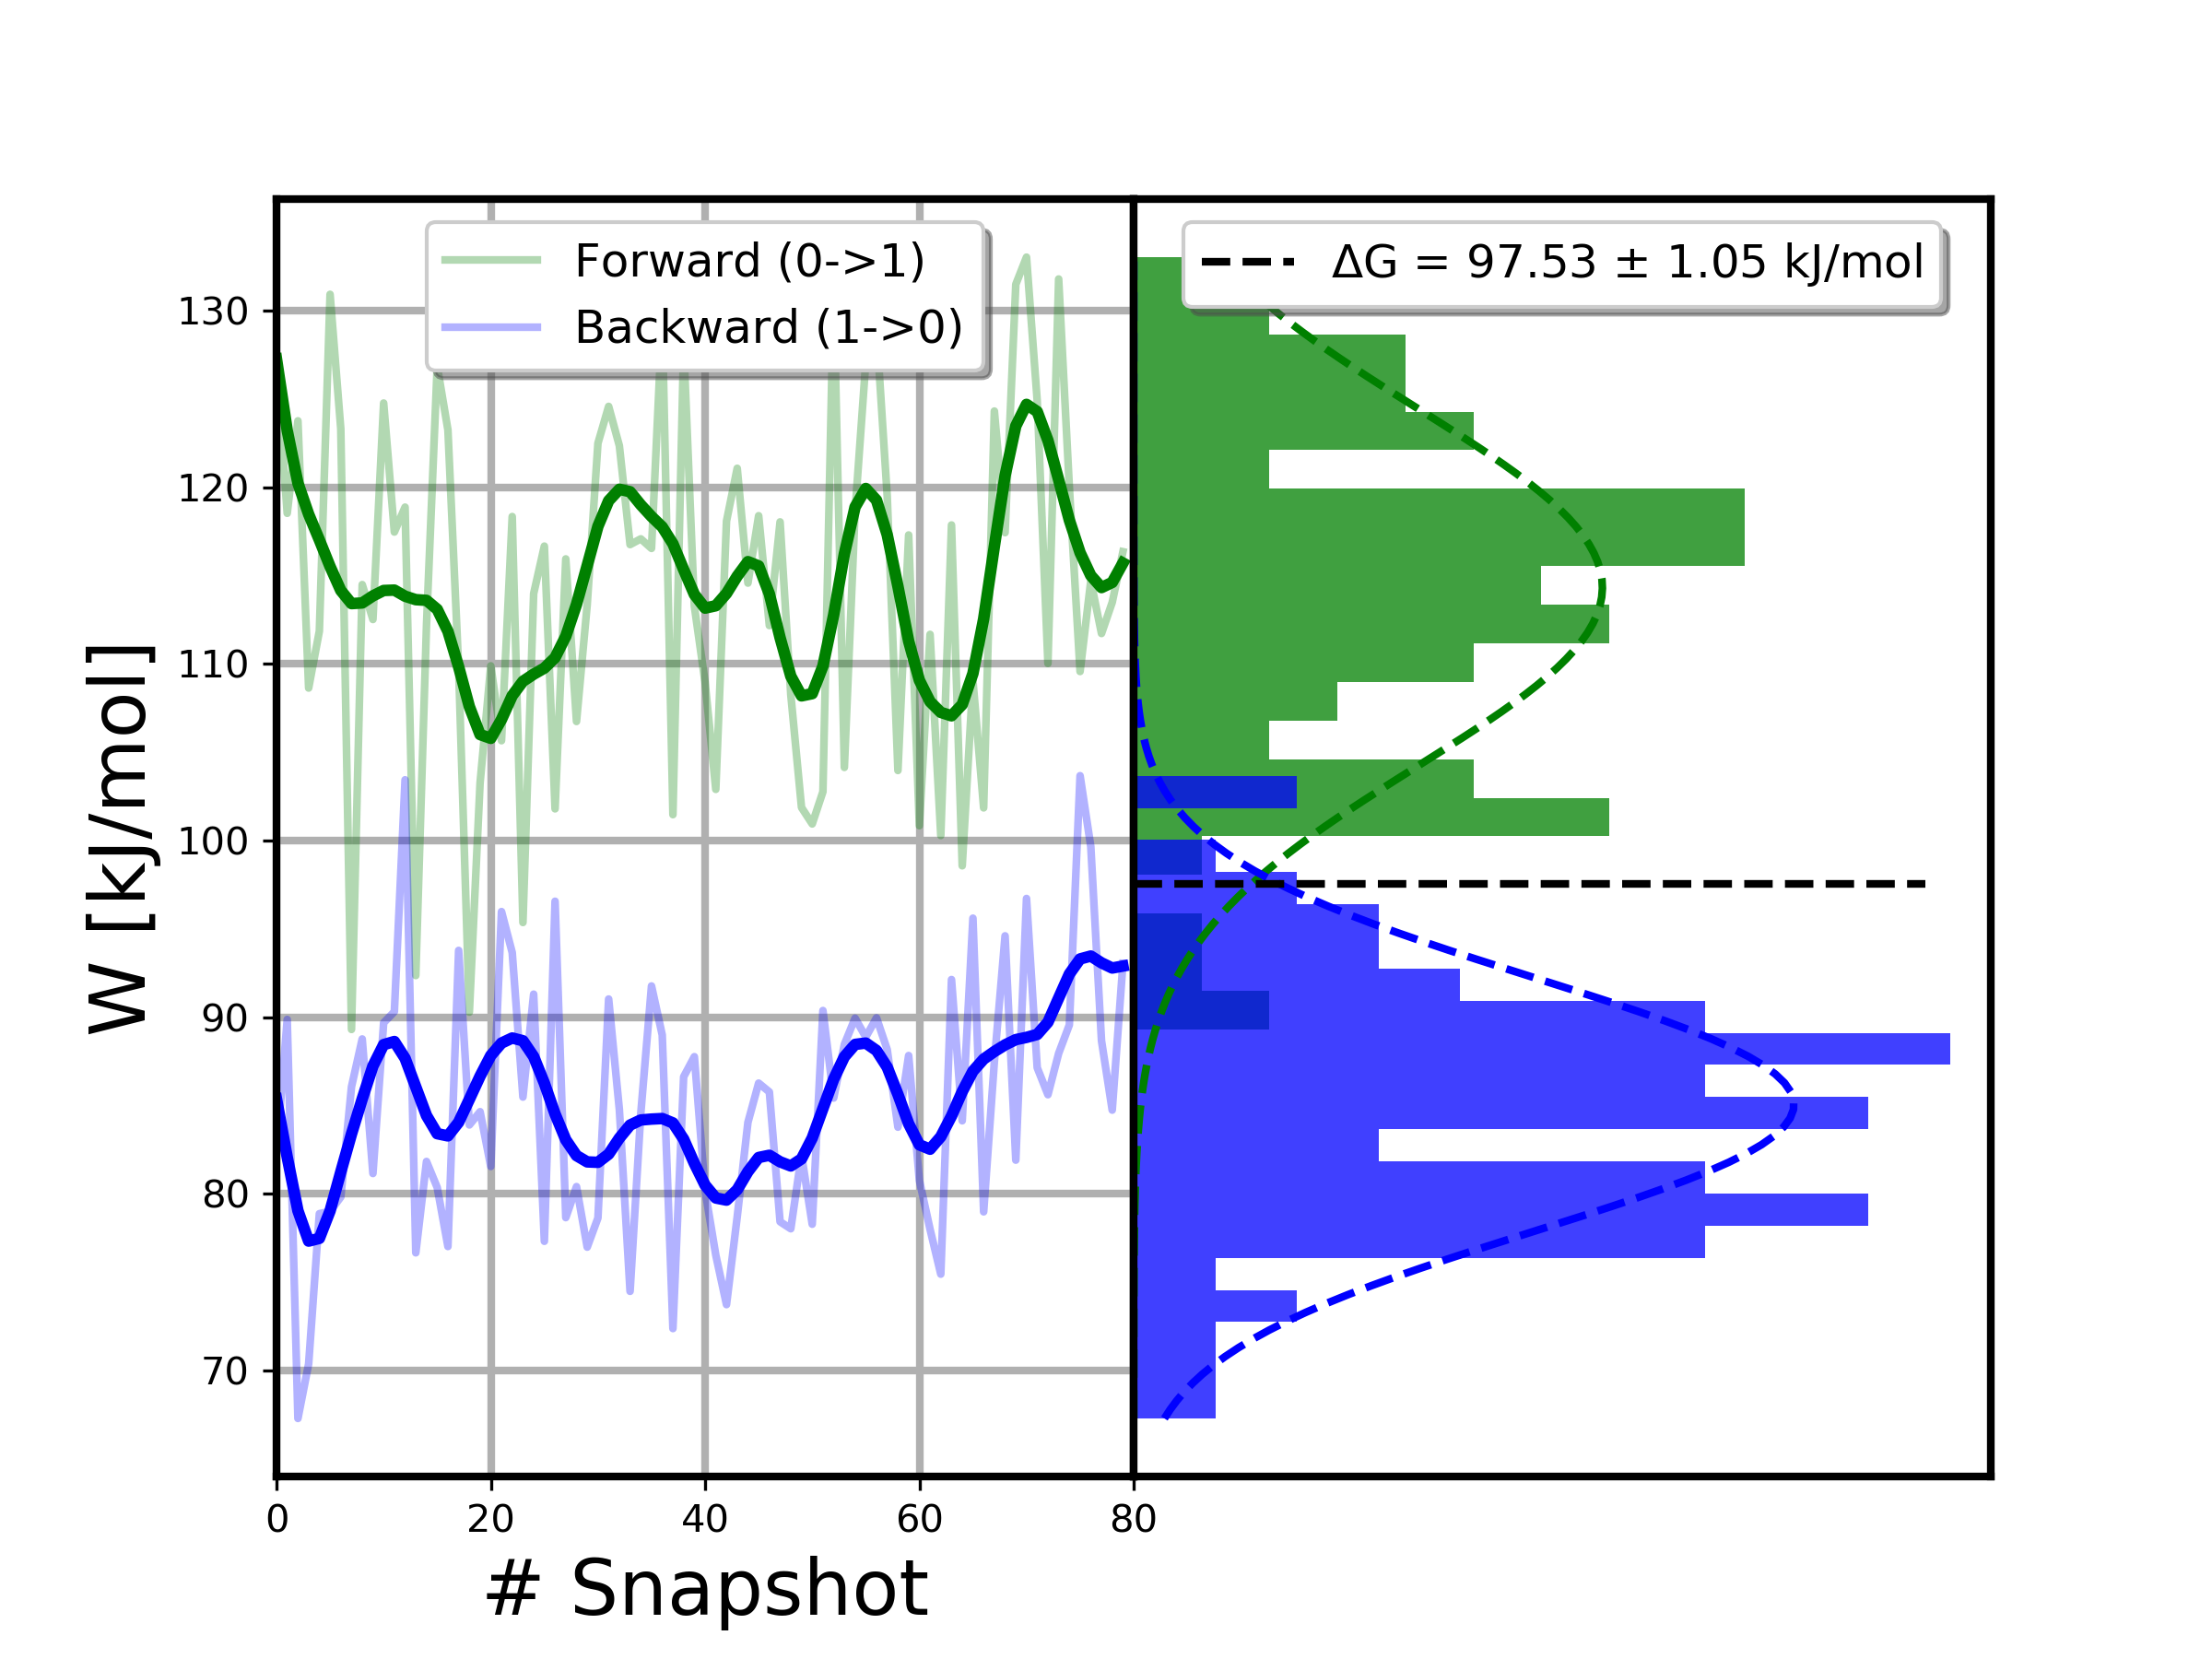 Forward (0->1)
Backward (1->0)
ΔG = 97.53 ± 1.05 kJ/mol
W [kJ/mol]
130
120
110
100
90
80
70
0
20
40
60
80
# Snapshot